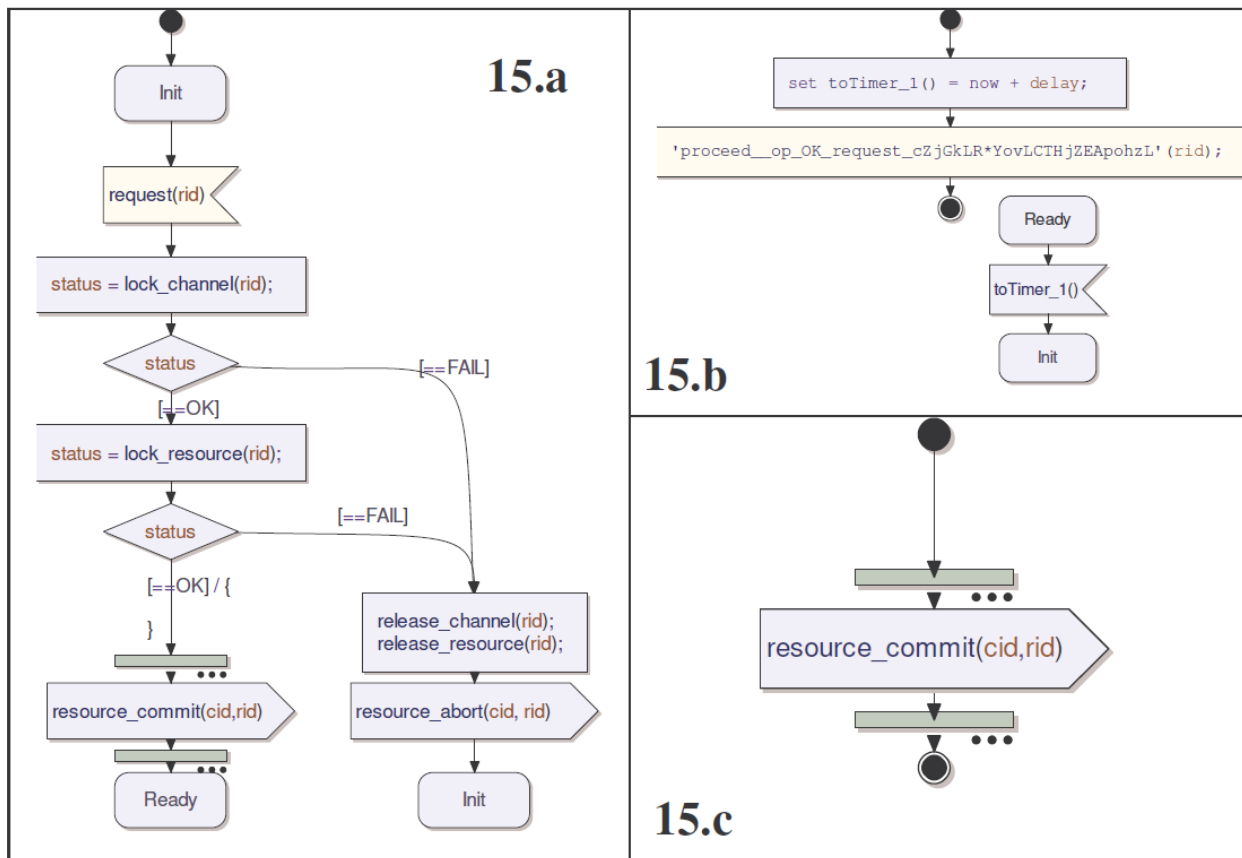 15.a
Init
request(rid)
status = lock_channel(rid);
status
[==FAIL]
[==OK]
status = lock_resource(rid);
status
[==FAIL]
[==OK] / {
}
release_channel(rid);
release_resource(rid);
resource_commit(cid,rid)
resource_abort(cid, rid)
Ready
Init
set toTimer_1() = now + delay;
'proceed__op_OK_request_cZjGkLR*YovLCTHjZEApohzL'(rid);
Ready
toTimer_1()
Init
15.b
resource_commit(cid,rid)
15.c